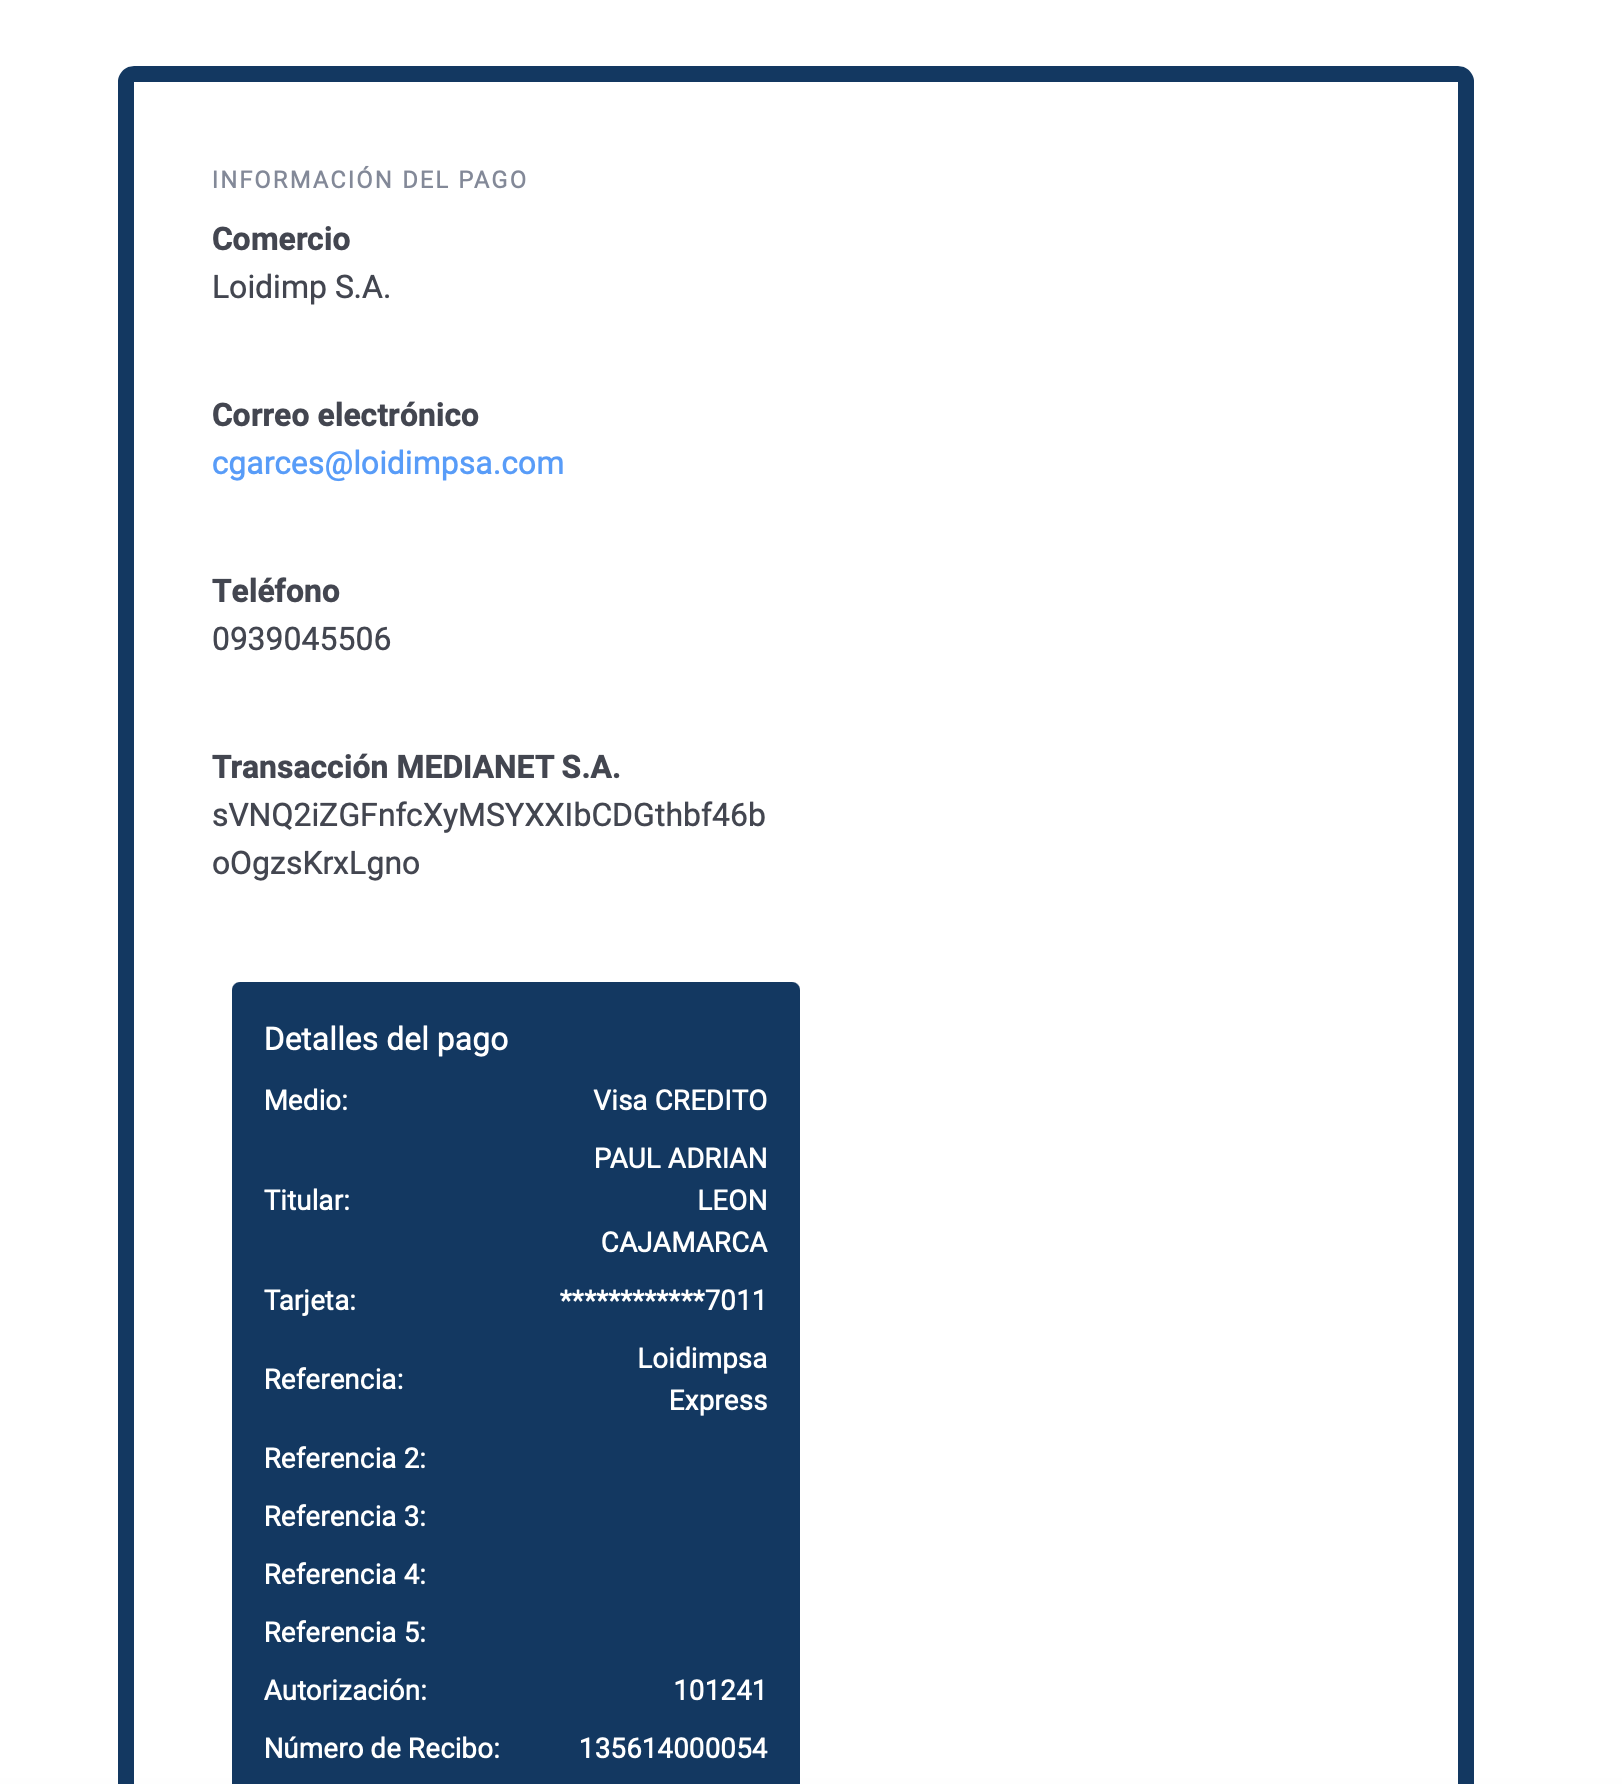 INFORMACIÓN DEL PAGO
Comercio
Loidimp S.A.
Correo electrónico
cgarces@loidimpsa.com
Teléfono
0939045506
Transacción MEDIANET S.A.
sVNQ2iZGFnfcXyMSYXXIbCDGthbf46b
oOgzsKrxLgno
Detalles del pago
Medio: Visa CREDITO
PAUL ADRIAN
Titular: LEON
CAJAMARCA
Tarjeta: ************7011
Loidimpsa
Referencia:
Express
Referencia 2:
Referencia 3:
Referencia 4:
Referencia 5:
Autorización: 101241
Número de Recibo: 135614000054